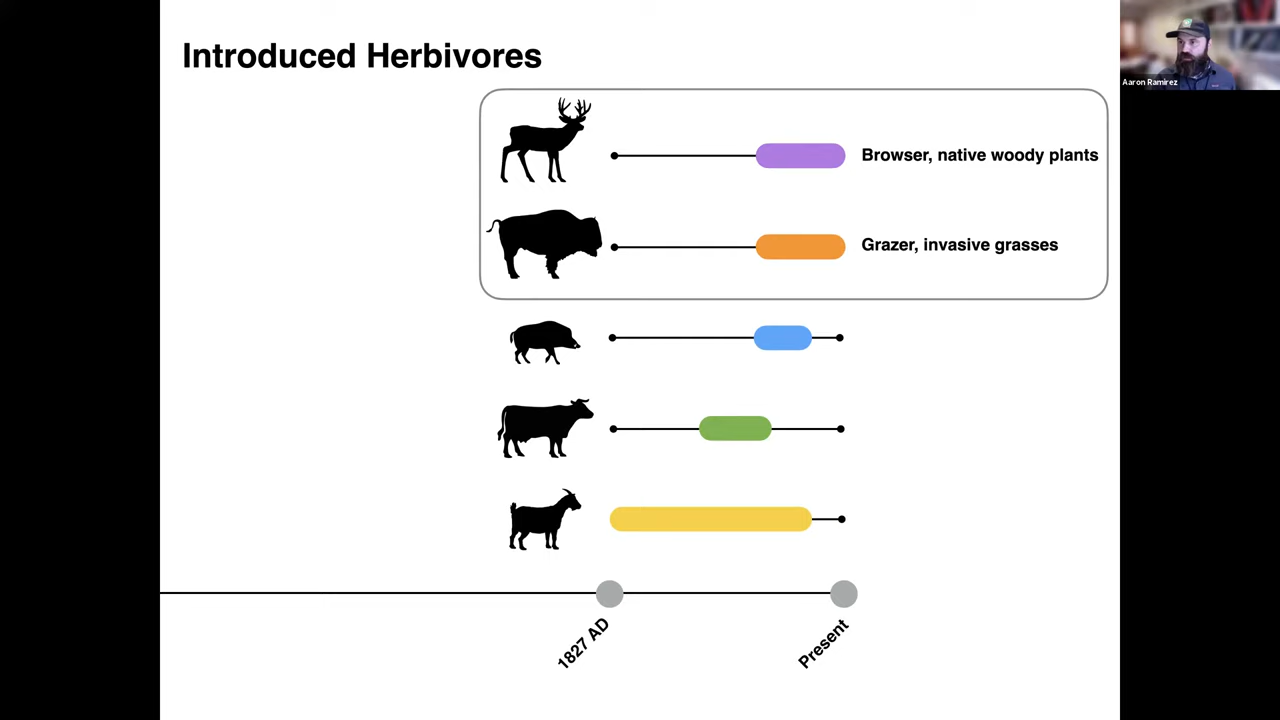 Introduced Herbivores
Aaron Ramirez
Browser, native woody plants
Grazer, invasive grasses
1827 AD
Present